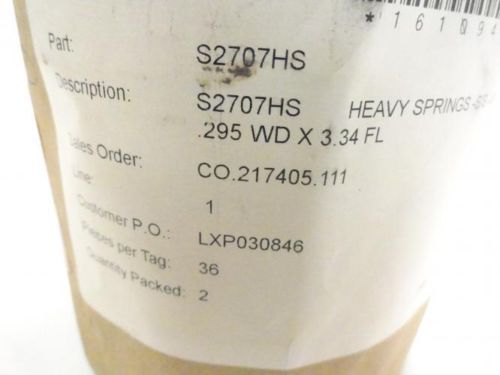 *16109
Part: S2707HS
Description: S2707HS HEAVY SPRINGS
.295 WD X 3.34 FL
Sales Order: CO.217405.111
Line: 1
Customer P.O.: LXP030846
Pieces per Tag: 36
Quantity Packed: 2